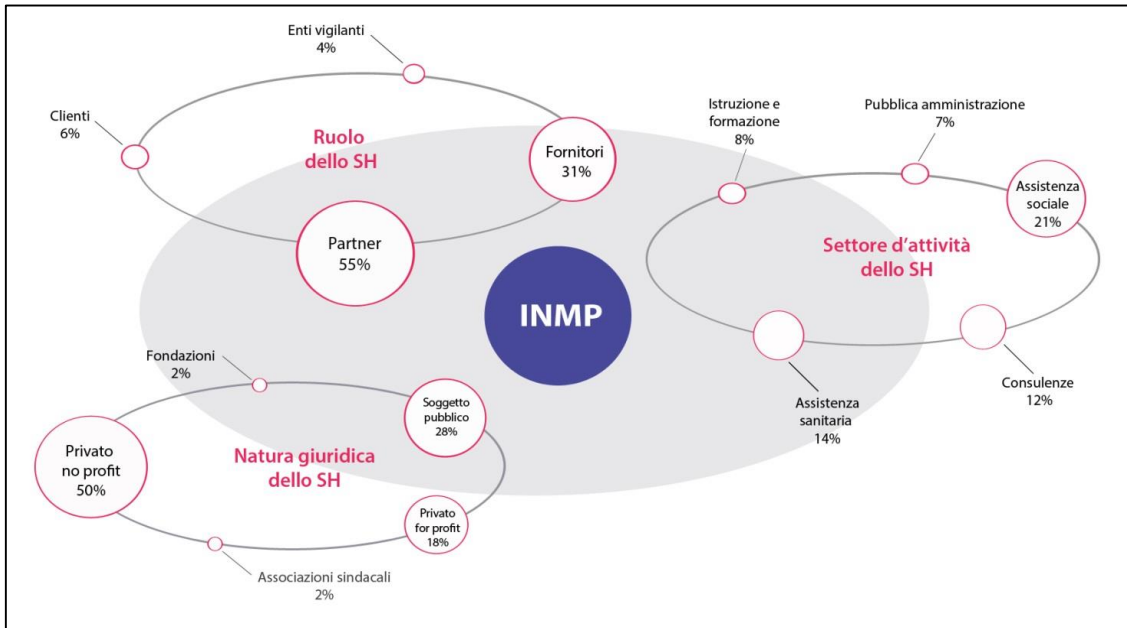 Enti vigilanti
4%
Clienti
6%
Ruolo
dello SH
Fornitori
31%
Partner
55%
Istruzione e
formazione
8%
Pubblica amministrazione
7%
Assistenza
sociale
21%
Settore d'attività
dello SH
Consulenze
12%
Assistenza
sanitaria
14%
INMP
Fondazioni
2%
Soggetto
pubblico
28%
Privato
no profit
50%
Natura giuridica
dello SH
Privato
for profit
18%
Associazioni sindacali
2%